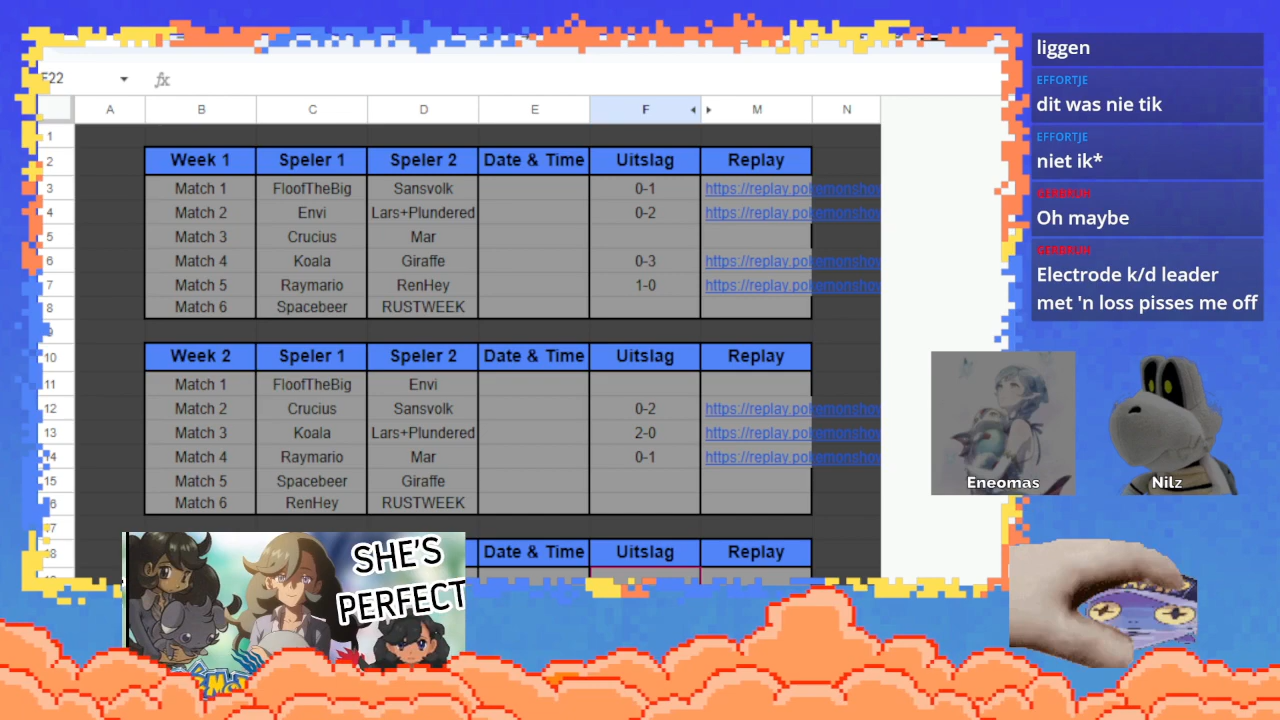 F22
fx
A B C D E F M N
1
2 Week 1 Speler 1 Speler 2 Date & Time Uitslag Replay
3 Match 1 FloofTheBig Sansvolk 0-1 https://replay.pokemonshow
4 Match 2 Envi Lars+Plundered 0-2 https://replay.pokemonshow
5 Match 3 Crucius Mar
6 Match 4 Koala Giraffe 0-3 https://replay.pokemonshow
7 Match 5 Raymario RenHey 1-0 https://replay.pokemonshow
8 Match 6 Spacebeer RUSTWEEK
9
10 Week 2 Speler 1 Speler 2 Date & Time Uitslag Replay
11 Match 1 FloofTheBig Envi
12 Match 2 Crucius Sansvolk 0-2 https://replay.pokemonshow
13 Match 3 Koala Lars+Plundered 2-0 https://replay.pokemonshow
14 Match 4 Raymario Mar 0-1 https://replay.pokemonshow
15 Match 5 Spacebeer Giraffe
16 Match 6 RenHey RUSTWEEK
17
18 Date & Time Uitslag Replay
SHE'S
PERFECT
liggen
EFFORTJE
dit was nie tik
EFFORTJE
niet ik*
CERBRIJH
Oh maybe
CERBRIJH
Electrode k/d leader
met 'n loss pisses me off
Eneomas
Nilz